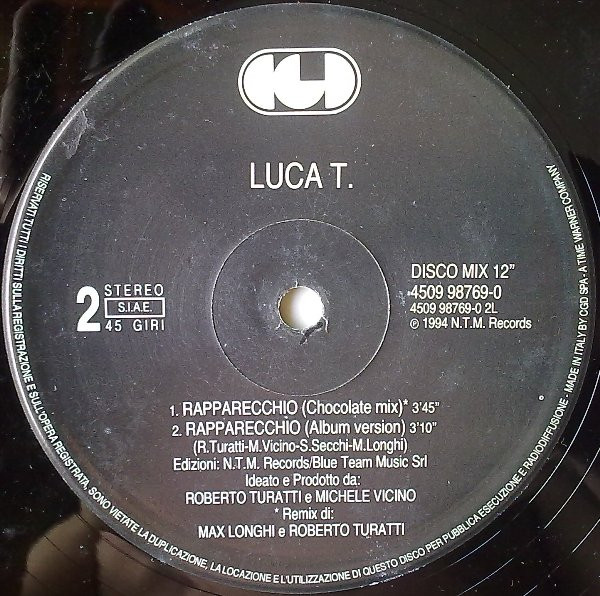 CGD
LUCA T.
2
STEREO
S.I.A.E.
45 GIRI
DISCO MIX 12"
4509 98769-0
4509 98769-0 2L
℗ 1994 N.T.M. Records
1. RAPPARECCHIO (Chocolate mix)* 3'45"
2. RAPPARECCHIO (Album version) 3'10"
(R.Turatti-M.Vicino-S.Secchi-M.Longhi)
Edizioni: N.T.M. Records/Blue Team Music Srl
Ideato e Prodotto da:
ROBERTO TURATTI e MICHELE VICINO
* Remix di:
MAX LONGHI e ROBERTO TURATTI
RISERVATI TUTTI I DIRITTI SULLA REGISTRAZIONE E SULL'OPERA REGISTRATA, SONO VIETATE LA DUPLICAZIONE, LA LOCAZIONE E L'UTILIZZAZIONE DI QUESTO DISCO PER PUBBLICA ESECUZIONE E RADIODIFFUSIONE - MADE IN ITALY BY CGD SPA - A TIME WARNER COMPANY